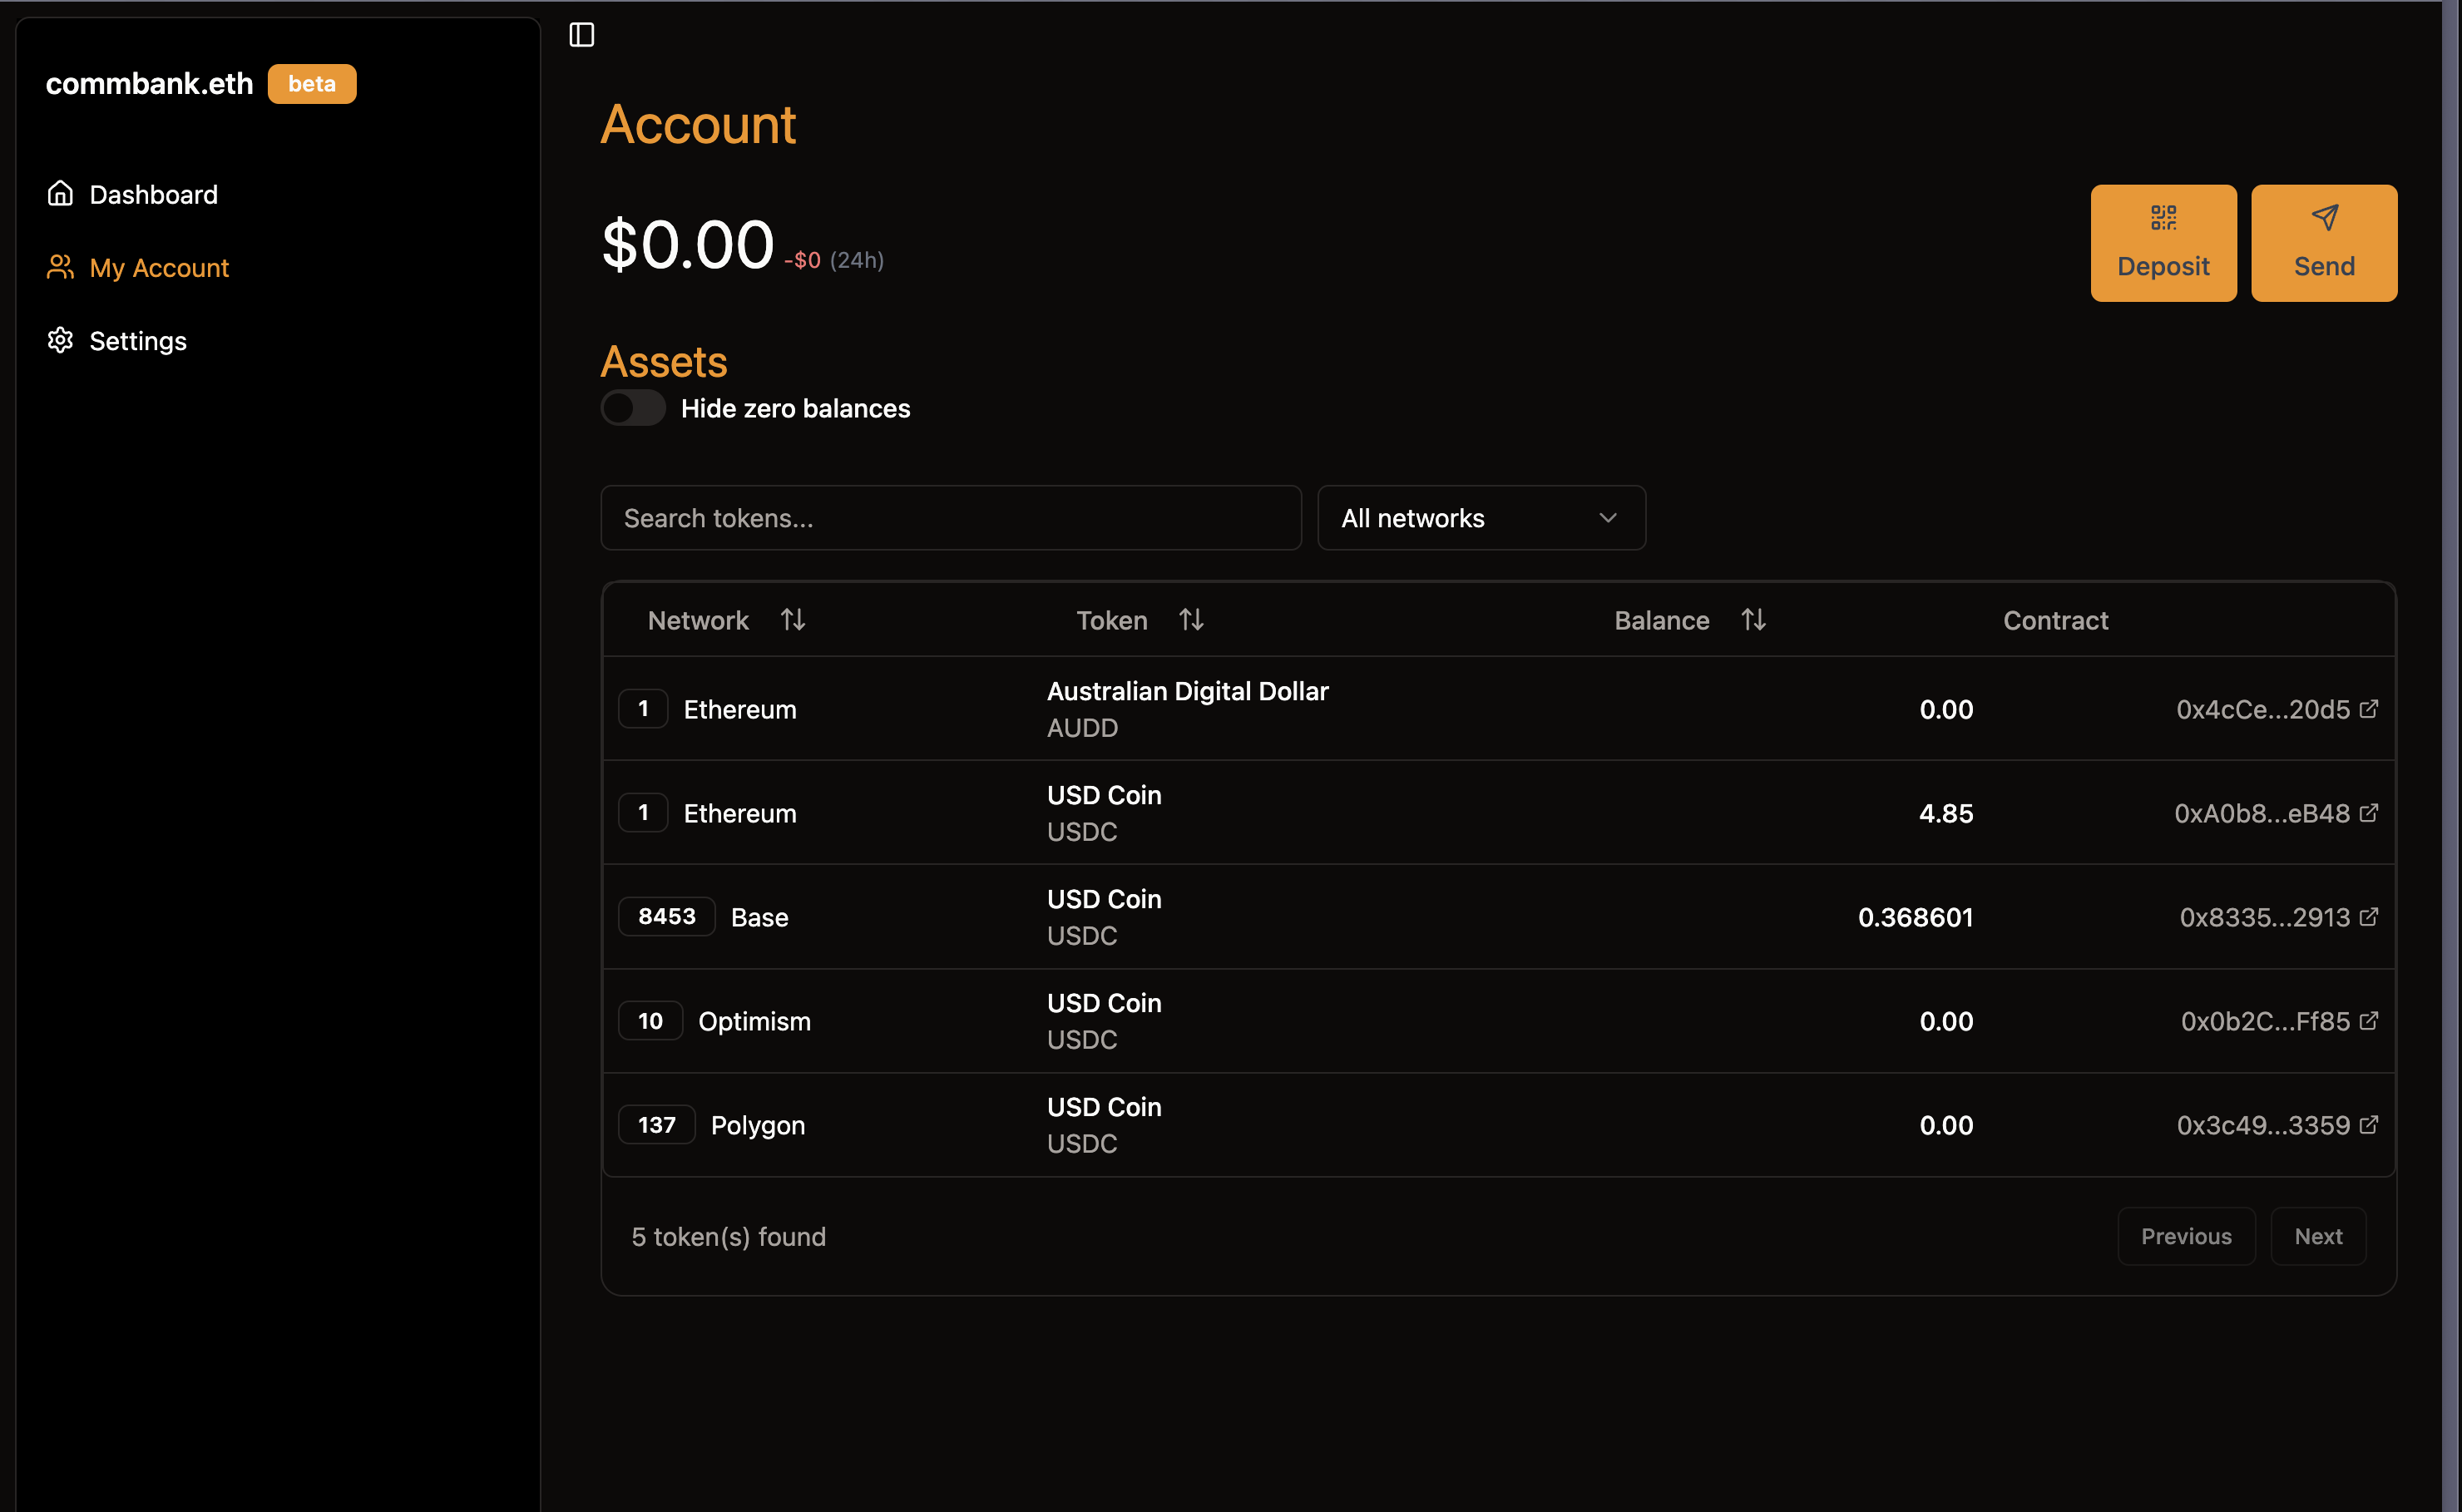 commbank.eth beta
Dashboard
My Account
Settings
Account
$0.00 -$0 (24h)
Deposit
Send
Assets
Hide zero balances
Search tokens...
All networks
Network Token Balance Contract
1 Ethereum Australian Digital Dollar AUDD 0.00 0x4cCe...20d5
1 Ethereum USD Coin USDC 4.85 0xA0b8...eB48
8453 Base USD Coin USDC 0.368601 0x8335...2913
10 Optimism USD Coin USDC 0.00 0x0b2C...Ff85
137 Polygon USD Coin USDC 0.00 0x3c49...3359
5 token(s) found
Previous Next